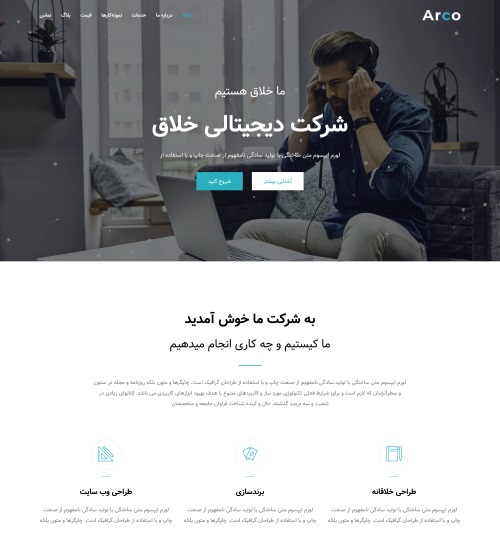 Arco
خانه درباره ما خدمات نمونه‌کارها قیمت بلاگ تماس
ما خلاق هستیم
شرکت دیجیتالی خلاق
لورم ایپسوم متن ساختگی با تولید سادگی نامفهوم از صنعت چاپ و با استفاده از
آشنایی بیشتر
شروع کنید
به شرکت ما خوش آمدید
ما کیستیم و چه کاری انجام میدهیم
لورم ایپسوم متن ساختگی با تولید سادگی نامفهوم از صنعت چاپ و با استفاده از طراحان گرافیک است. چاپگرها و متون بلکه روزنامه و مجله در ستون
و سطرآنچنان که لازم است و برای شرایط فعلی تکنولوژی مورد نیاز و کاربردهای متنوع با هدف بهبود ابزارهای کاربردی می باشد. کتابهای زیادی در
شصت و سه درصد گذشته، حال و آینده شناخت فراوان جامعه و متخصصان
طراحی خلاقانه
لورم ایپسوم متن ساختگی با تولید سادگی نامفهوم از صنعت
چاپ و با استفاده از طراحان گرافیک است. چاپگرها و متون بلکه
برندسازی
لورم ایپسوم متن ساختگی با تولید سادگی نامفهوم از صنعت
چاپ و با استفاده از طراحان گرافیک است. چاپگرها و متون بلکه
طراحی وب سایت
لورم ایپسوم متن ساختگی با تولید سادگی نامفهوم از صنعت
چاپ و با استفاده از طراحان گرافیک است. چاپگرها و متون بلکه